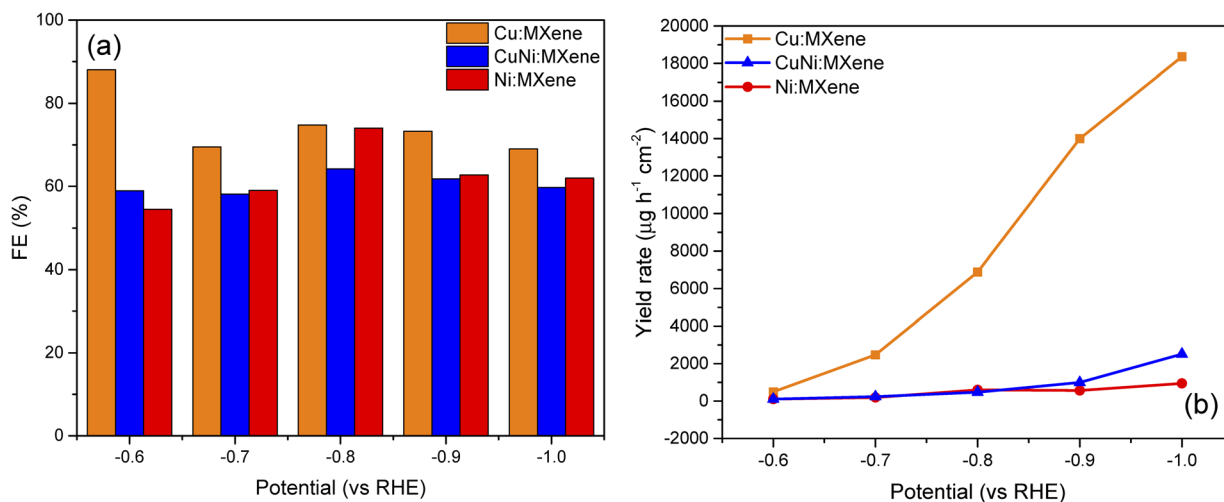 (a)
Cu:MXene
CuNi:MXene
Ni:MXene
100
80
60
40
20
0
FE (%)
-0.6 -0.7 -0.8 -0.9 -1.0
Potential (vs RHE)
Cu:MXene
CuNi:MXene
Ni:MXene
20000
18000
16000
14000
12000
10000
8000
6000
4000
2000
0
-2000
Yield rate (μg h⁻¹ cm⁻²)
(b)
-0.6 -0.7 -0.8 -0.9 -1.0
Potential (vs RHE)